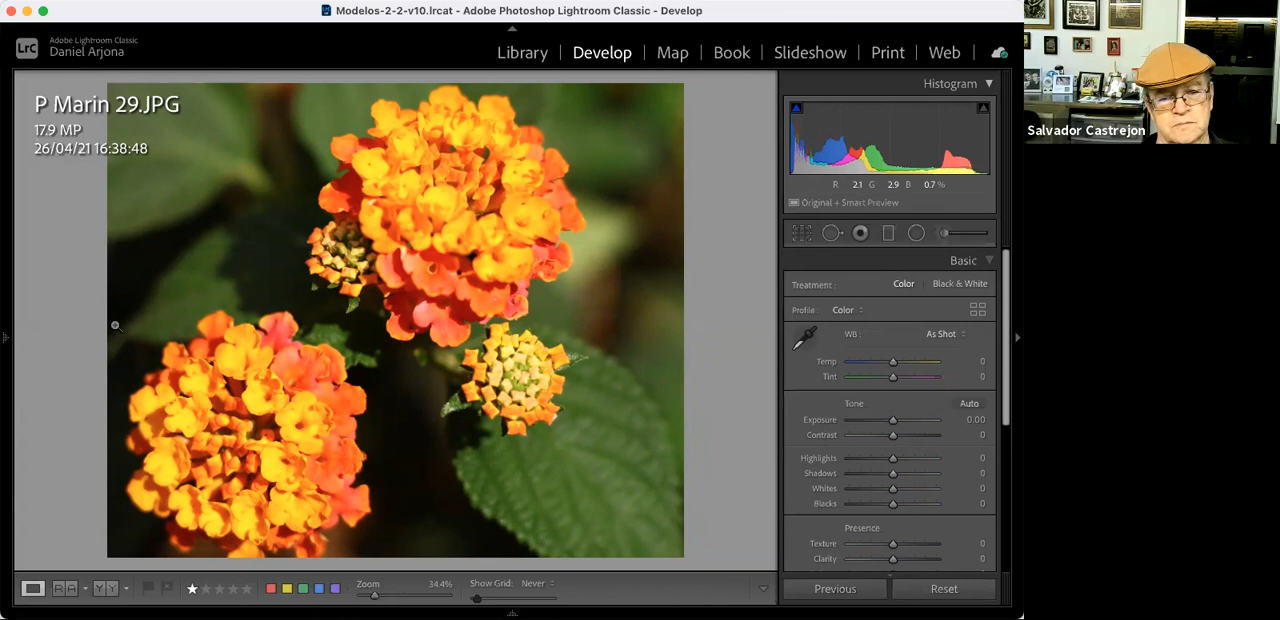 Modelos-2-2-v10.lrcat - Adobe Photoshop Lightroom Classic - Develop
LrC
Adobe Lightroom Classic
Daniel Arjona
Library | Develop | Map | Book | Slideshow | Print | Web |
P Marin 29.JPG
17.9 MP
26/04/21 16:38:48
Histogram
R 2.1 G 2.9 B 0.7 %
Original + Smart Preview
Basic
Treatment : Color Black & White
Profile : Color
WB : As Shot
Temp 0
Tint 0
Tone Auto
Exposure 0.00
Contrast 0
Highlights 0
Shadows 0
Whites 0
Blacks 0
Presence
Texture 0
Clarity 0
Previous Reset
R A Y Y Zoom 34.4% Show Grid: Never
Salvador Castrejon